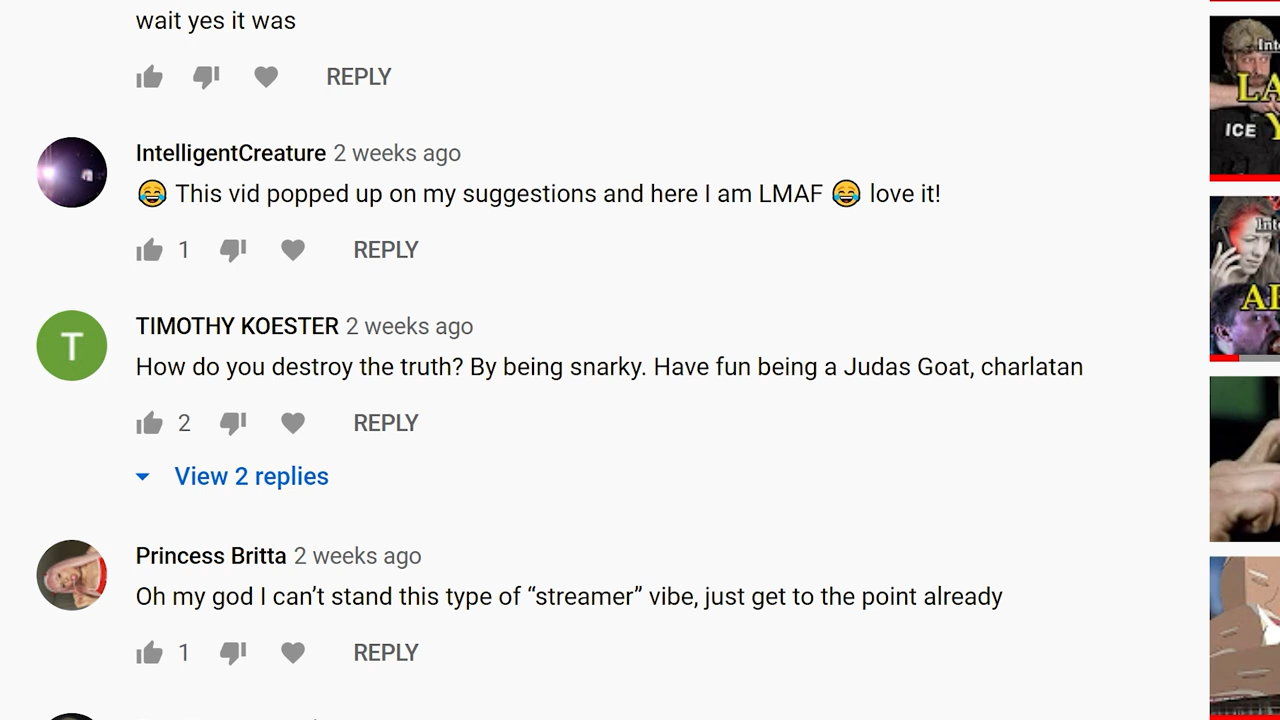 wait yes it was
REPLY
IntelligentCreature 2 weeks ago
😂 This vid popped up on my suggestions and here I am LMAF 😂 love it!
1 REPLY
T
TIMOTHY KOESTER 2 weeks ago
How do you destroy the truth? By being snarky. Have fun being a Judas Goat, charlatan
2 REPLY
View 2 replies
Princess Britta 2 weeks ago
Oh my god I can’t stand this type of “streamer” vibe, just get to the point already
1 REPLY
ICE